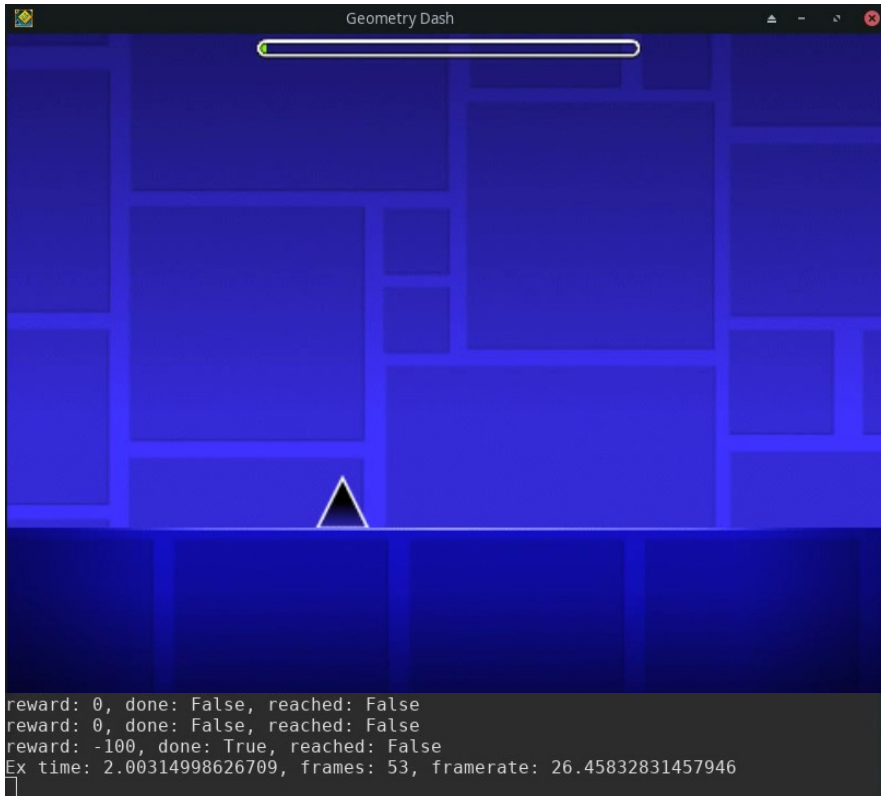 Geometry Dash
reward: 0, done: False, reached: False
reward: 0, done: False, reached: False
reward: -100, done: True, reached: False
Ex time: 2.00314998626709, frames: 53, framerate: 26.45832831457946